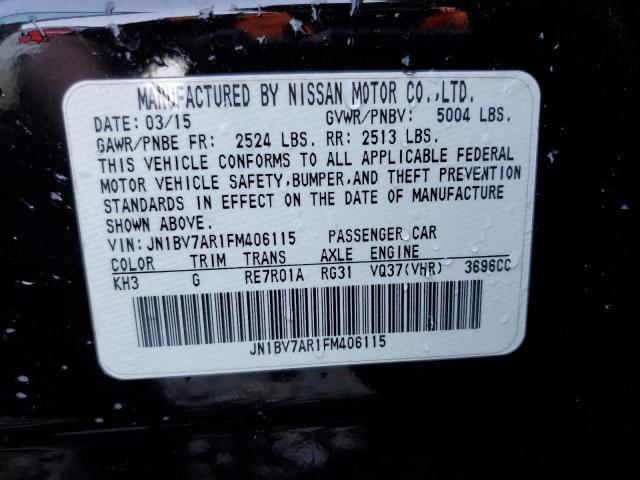 MANUFACTURED BY NISSAN MOTOR CO.,LTD.
DATE: 03/15 GVWR/PNBV: 5004 LBS.
GAWR/PNBE FR: 2524 LBS. RR: 2513 LBS.
THIS VEHICLE CONFORMS TO ALL APPLICABLE FEDERAL
MOTOR VEHICLE SAFETY,BUMPER,AND THEFT PREVENTION
STANDARDS IN EFFECT ON THE DATE OF MANUFACTURE
SHOWN ABOVE.
VIN:JN1BV7AR1FM406115 PASSENGER CAR
COLOR TRIM TRANS AXLE ENGINE
KH3 G RE7R01A RG31 VQ37(VHR) 3696CC
JN1BV7AR1FM406115